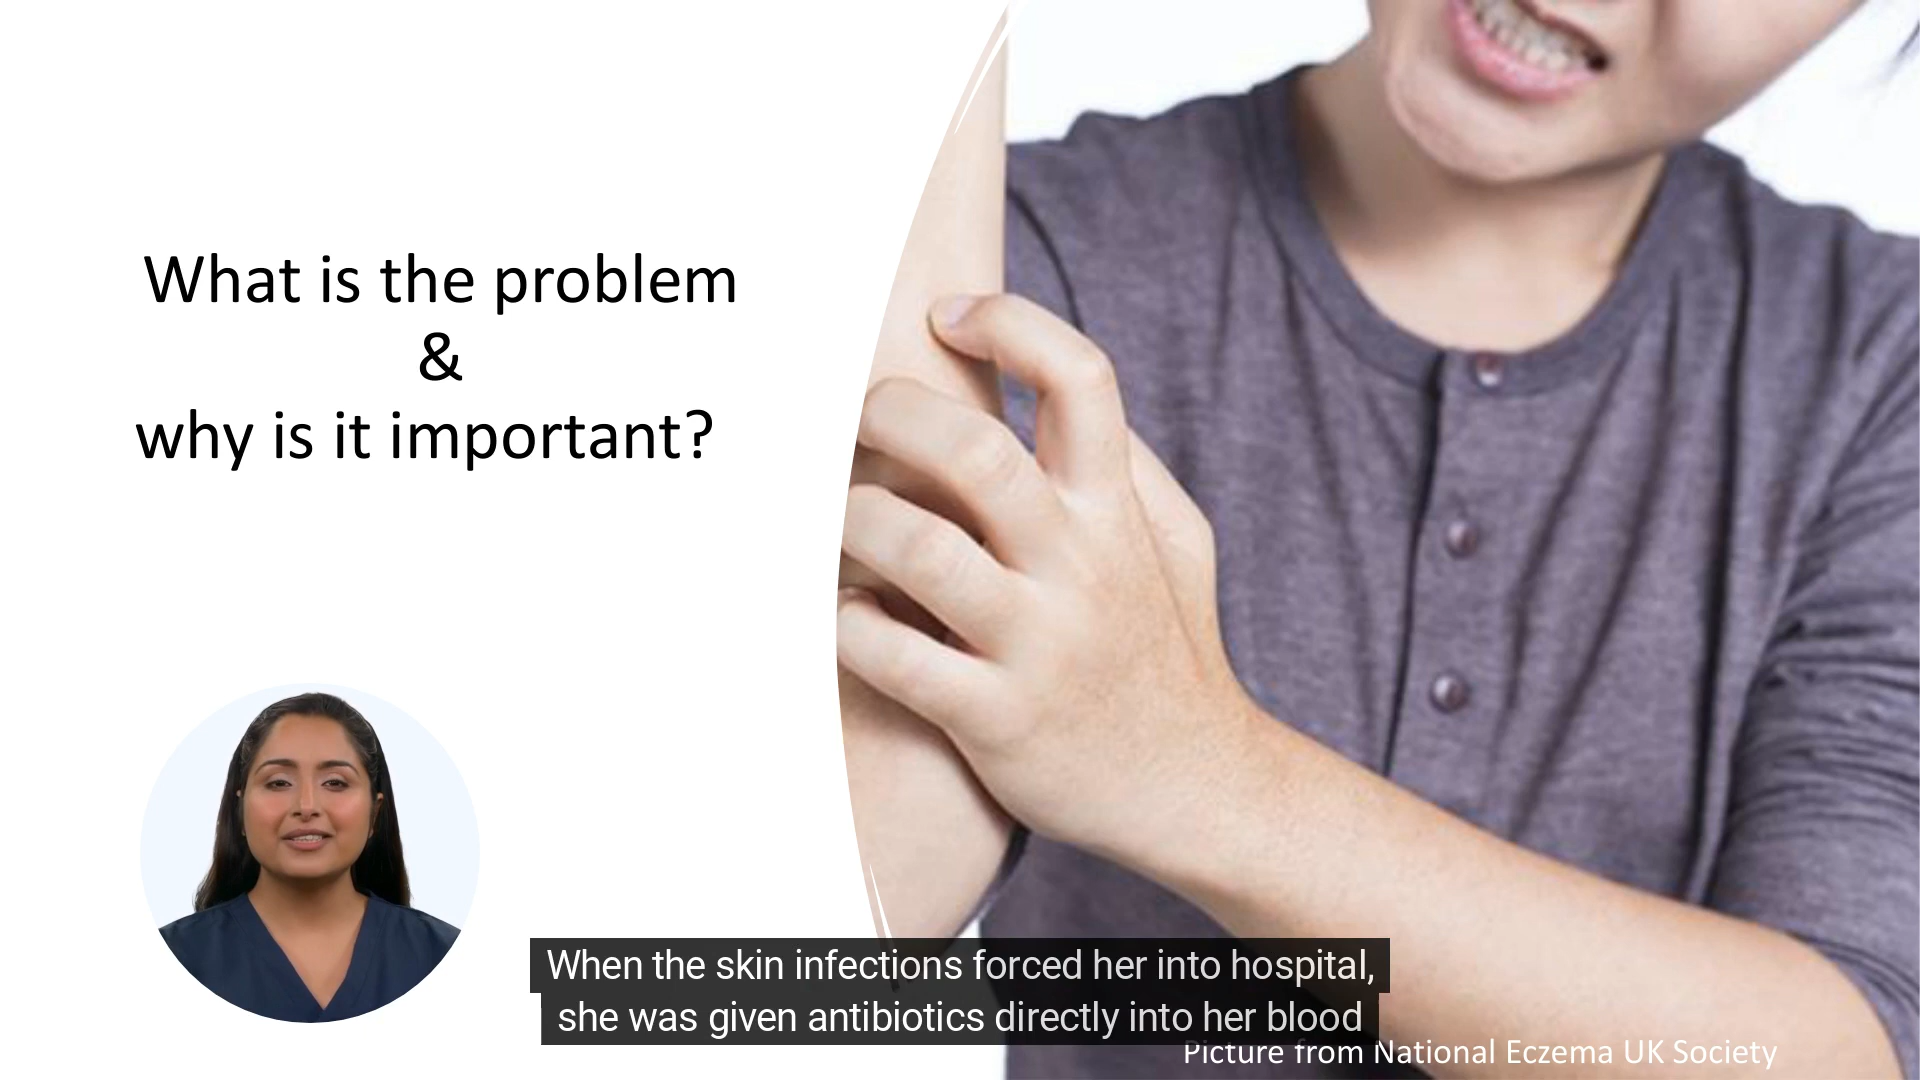 What is the problem
&
why is it important?
When the skin infections forced her into hospital,
she was given antibiotics directly into her blood
Picture from National Eczema UK Society